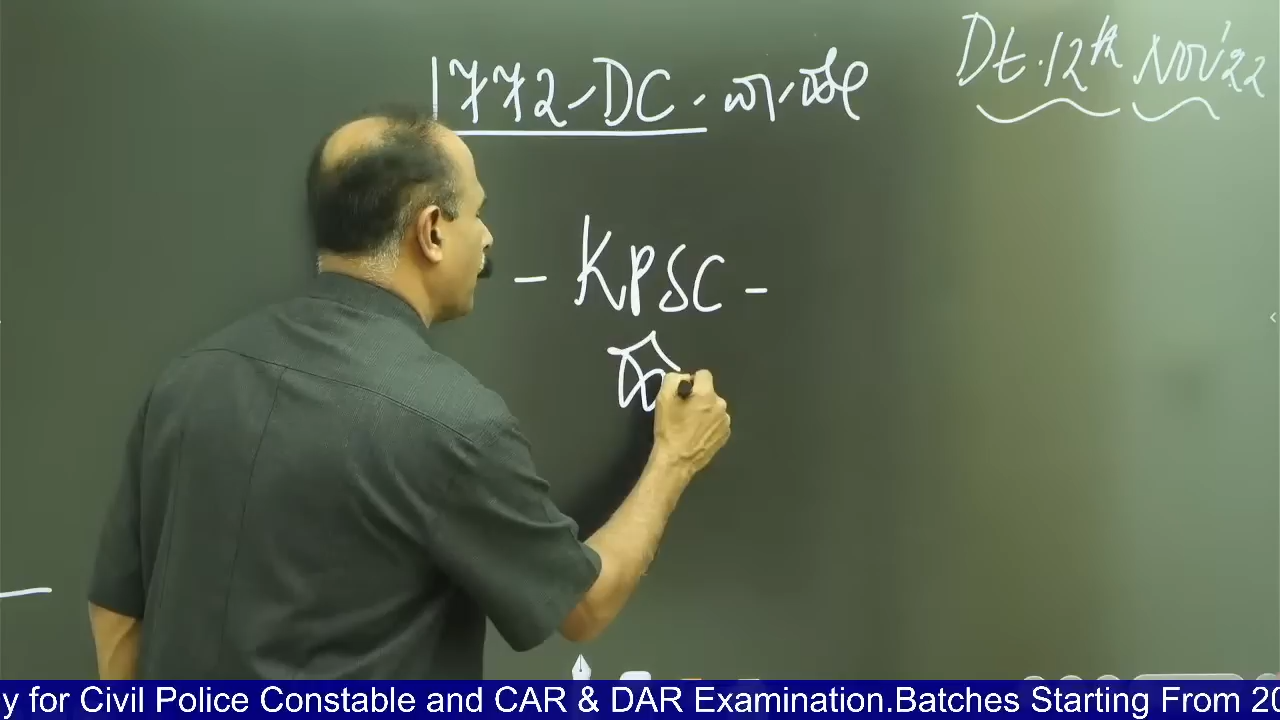 1772-DC.
Dt. 12th Nov'22
- KPSC -
y for Civil Police Constable and CAR & DAR Examination.Batches Starting From 20